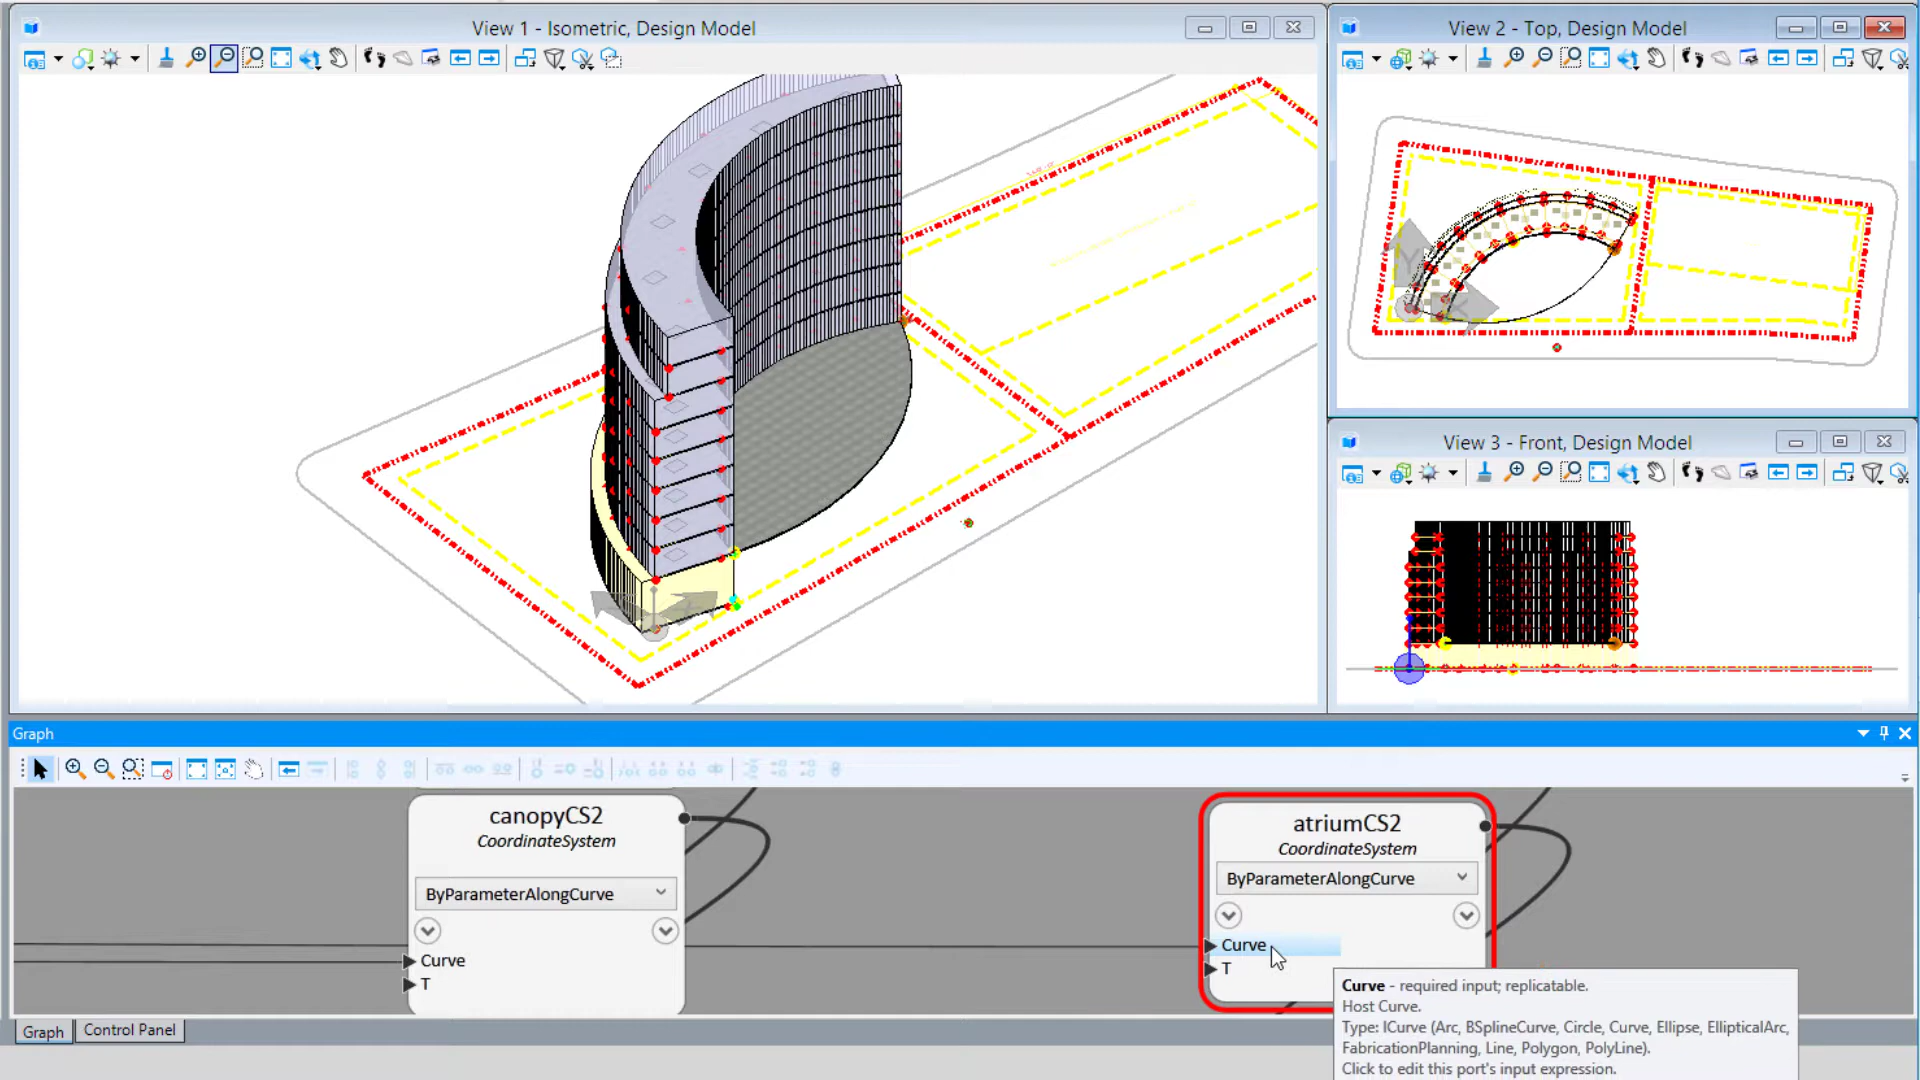 View 1 - Isometric, Design Model
View 2 - Top, Design Model
View 3 - Front, Design Model
Graph
canopyCS2
CoordinateSystem
ByParameterAlongCurve
Curve
T
atriumCS2
CoordinateSystem
ByParameterAlongCurve
Curve
T
Curve - required input; replicatable.
Host Curve.
Type: ICurve (Arc, BSplineCurve, Circle, Curve, Ellipse, EllipticalArc,
FabricationPlanning, Line, Polygon, PolyLine).
Click to edit this port's input expression.
Graph
Control Panel